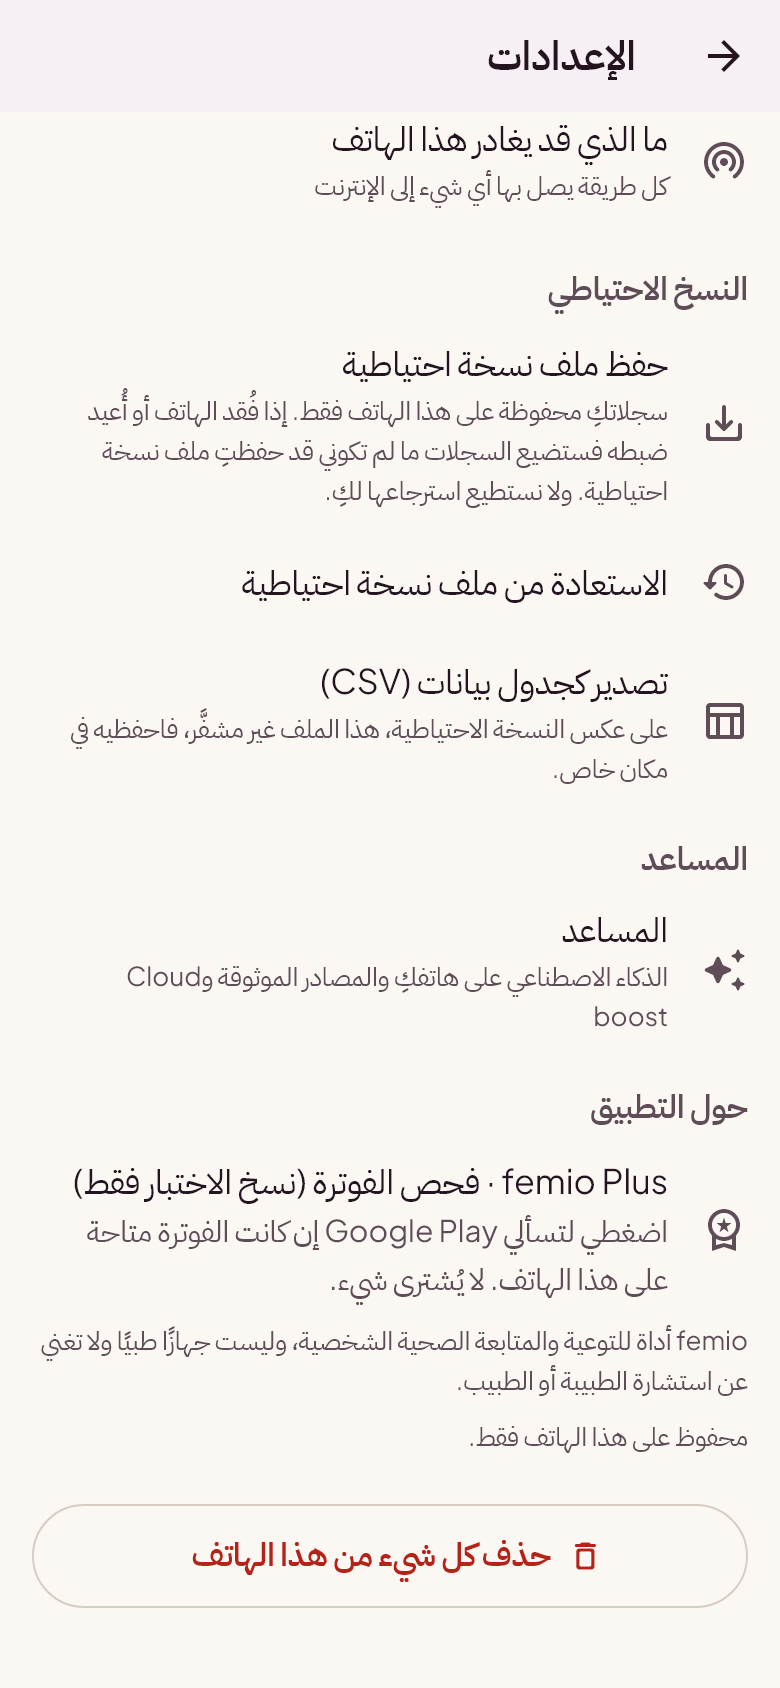 الإعدادات
ما الذي قد يغادر هذا الهاتف
كل طريقة يصل بها أي شيء إلى الإنترنت
النسخ الاحتياطي
حفظ ملف نسخة احتياطية
سجلاتكِ محفوظة على هذا الهاتف فقط. إذا فُقد الهاتف أو أُعيد
ضبطه فستضيع السجلات ما لم تكوني قد حفظتِ ملف نسخة
احتياطية. ولا نستطيع استرجاعها لكِ.
الاستعادة من ملف نسخة احتياطية
تصدير كجدول بيانات (CSV)
على عكس النسخة الاحتياطية، هذا الملف غير مشفَّر، فاحفظيه في
مكان خاص.
المساعد
المساعد
الذكاء الاصطناعي على هاتفكِ والمصادر الموثوقة وCloud
boost
حول التطبيق
femio Plus · فحص الفوترة (نسخ الاختبار فقط)
اضغطي لتسألي Google Play إن كانت الفوترة متاحة
على هذا الهاتف. لا يُشترى شيء.
femio أداة للتوعية والمتابعة الصحية الشخصية، وليست جهازًا طبيًا ولا تغني
عن استشارة الطبيبة أو الطبيب.
محفوظ على هذا الهاتف فقط.
حذف كل شيء من هذا الهاتف